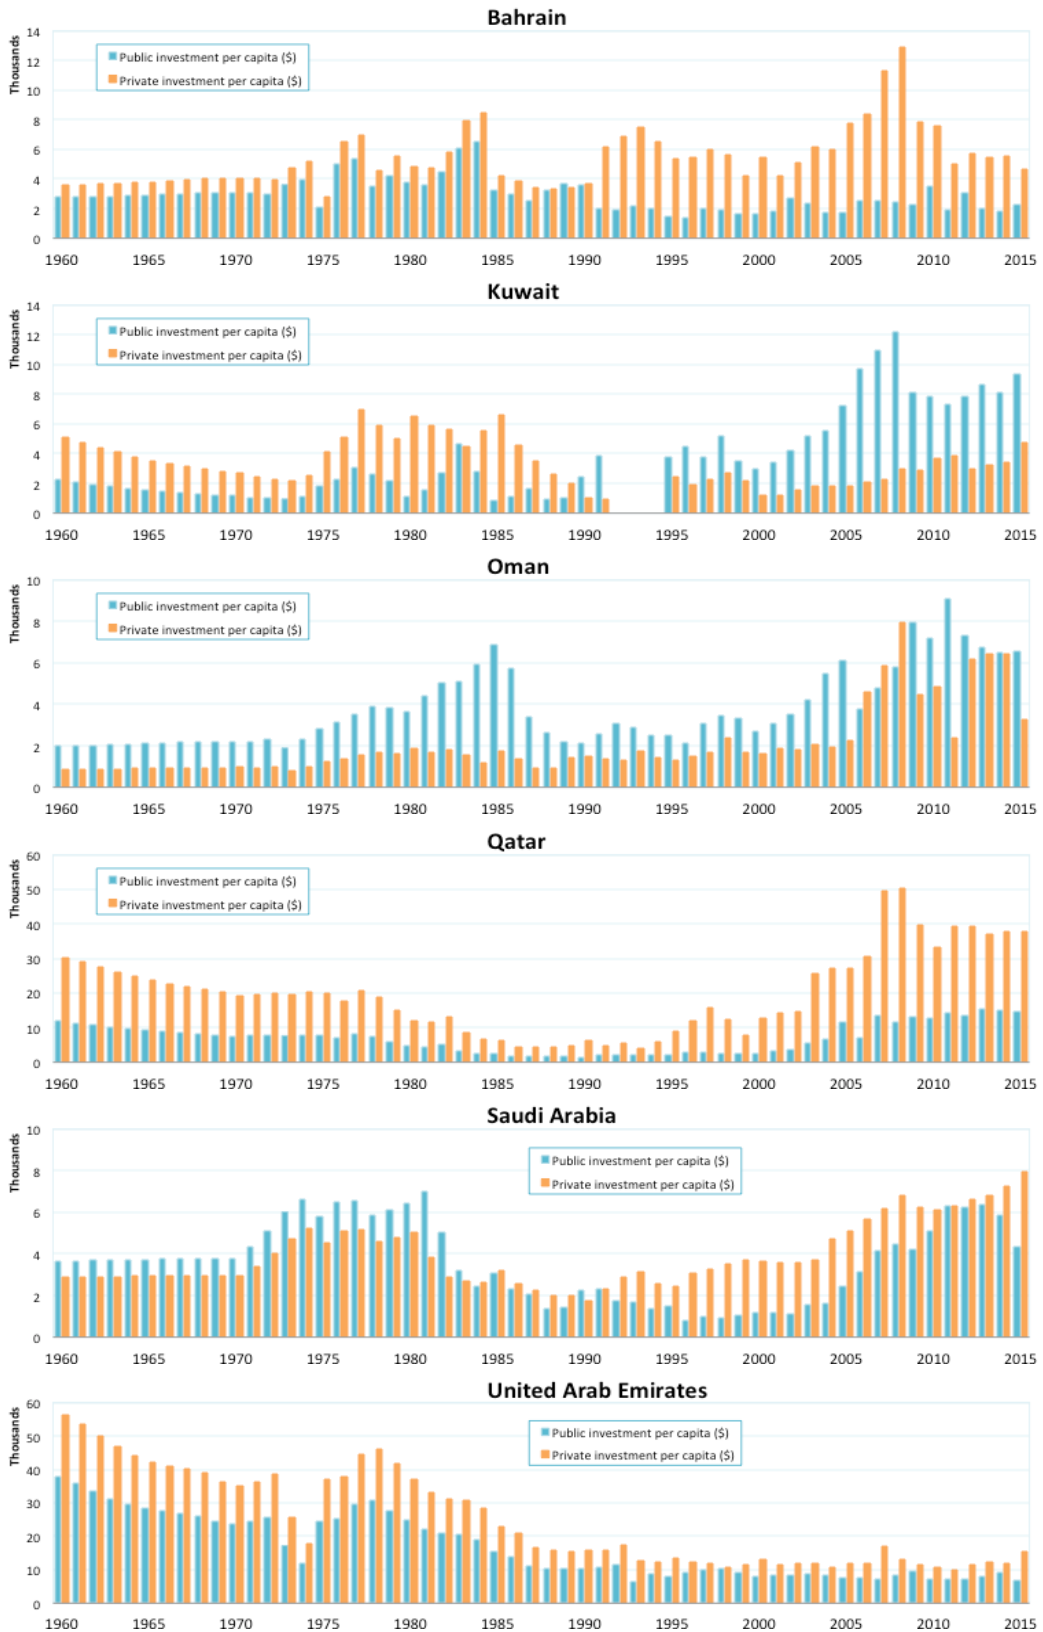 Bahrain
Thousands
14
12
10
8
6
4
2
0
Public investment per capita ($)
Private investment per capita ($)
1960 1965 1970 1975 1980 1985 1990 1995 2000 2005 2010 2015
Kuwait
Thousands
14
12
10
8
6
4
2
0
Public investment per capita ($)
Private investment per capita ($)
1960 1965 1970 1975 1980 1985 1990 1995 2000 2005 2010 2015
Oman
Thousands
10
8
6
4
2
0
Public investment per capita ($)
Private investment per capita ($)
1960 1965 1970 1975 1980 1985 1990 1995 2000 2005 2010 2015
Qatar
Thousands
60
50
40
30
20
10
0
Public investment per capita ($)
Private investment per capita ($)
1960 1965 1970 1975 1980 1985 1990 1995 2000 2005 2010 2015
Saudi Arabia
Thousands
10
8
6
4
2
0
Public investment per capita ($)
Private investment per capita ($)
1960 1965 1970 1975 1980 1985 1990 1995 2000 2005 2010 2015
United Arab Emirates
Thousands
60
50
40
30
20
10
0
Public investment per capita ($)
Private investment per capita ($)
1960 1965 1970 1975 1980 1985 1990 1995 2000 2005 2010 2015